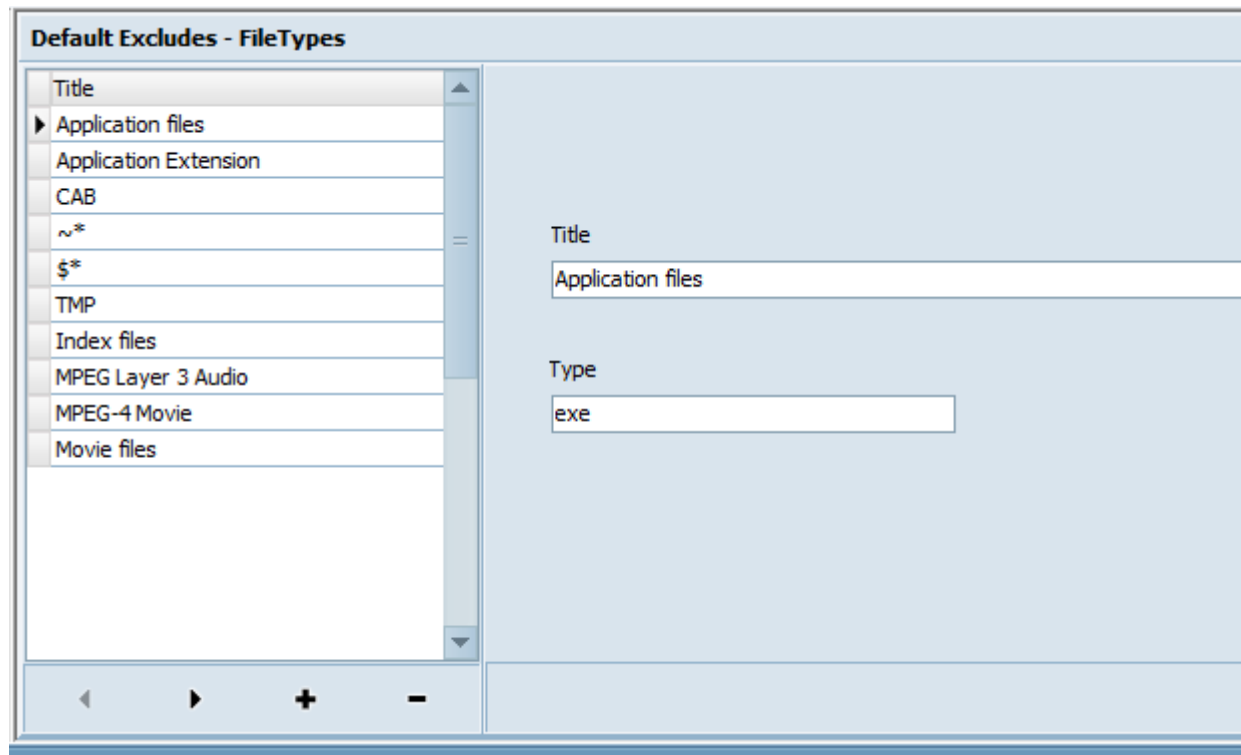 Default Excludes - FileTypes
Title
Application files
Application Extension
CAB
~*
$*
TMP
Index files
MPEG Layer 3 Audio
MPEG-4 Movie
Movie files
Title
Application files
Type
exe